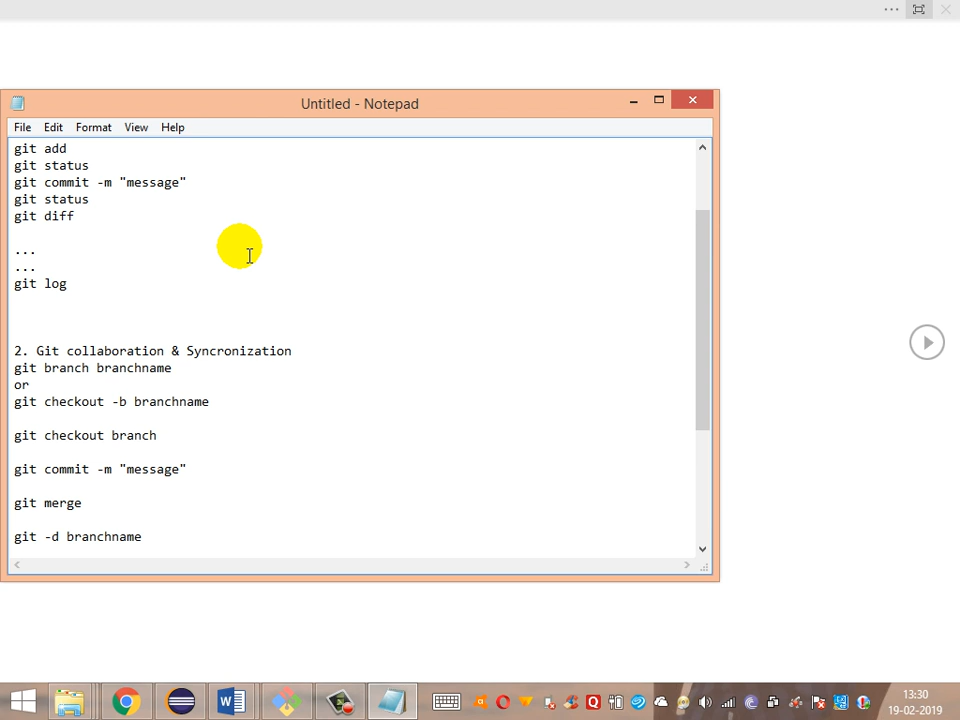 Untitled - Notepad
File Edit Format View Help
git add
git status
git commit -m "message"
git status
git diff
...
...
git log
2. Git collaboration & Syncronization
git branch branchname
or
git checkout -b branchname
git checkout branch
git commit -m "message"
git merge
git -d branchname
13:30
19-02-2019